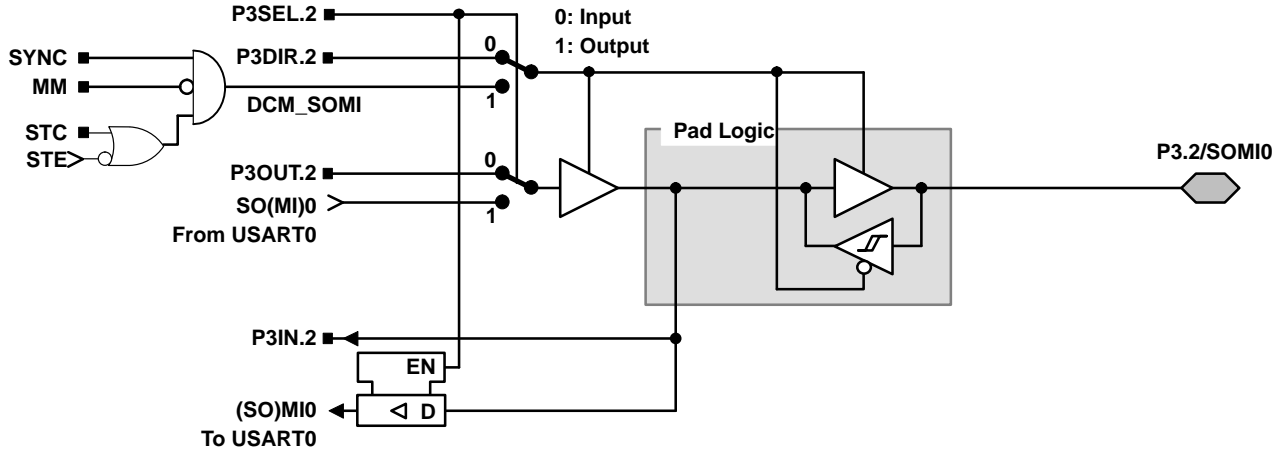 P3SEL.2
0: Input
1: Output
SYNC
P3DIR.2
0
MM
1
DCM_SOMI
STC
STE
Pad Logic
P3.2/SOMI0
P3OUT.2
0
SO(MI)0
1
From USART0
P3IN.2
EN
(SO)MI0
D
To USART0